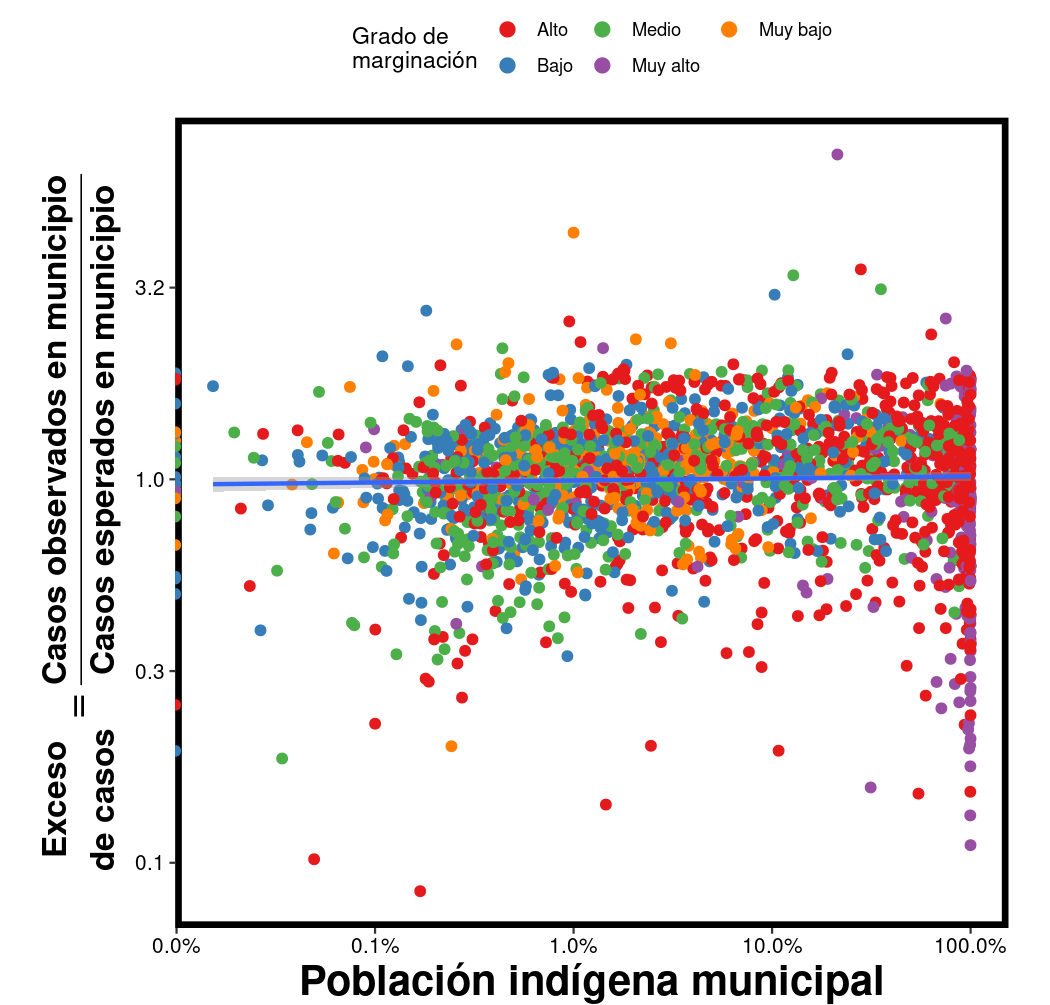 Grado de
marginación
Alto
Medio
Muy bajo
Bajo
Muy alto
Exceso
de casos
=
Casos observados en municipio
Casos esperados en municipio
3.2
1.0
0.3
0.1
0.0%
0.1%
1.0%
10.0%
100.0%
Población indígena municipal